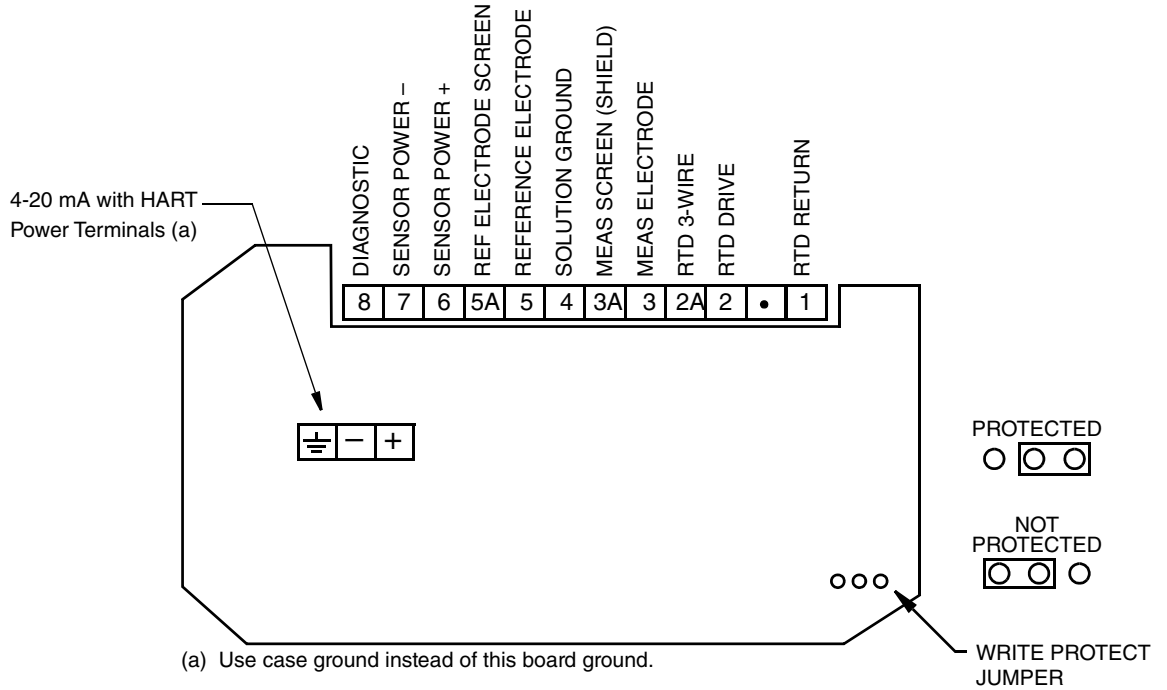 DIAGNOSTIC
SENSOR POWER –
SENSOR POWER +
REF ELECTRODE SCREEN
REFERENCE ELECTRODE
SOLUTION GROUND
MEAS SCREEN (SHIELD)
MEAS ELECTRODE
RTD 3-WIRE
RTD DRIVE
RTD RETURN
4-20 mA with HART
Power Terminals (a)
8 7 6 5A 5 4 3A 3 2A 2 • 1
– +
PROTECTED
NOT
PROTECTED
(a) Use case ground instead of this board ground.
WRITE PROTECT
JUMPER